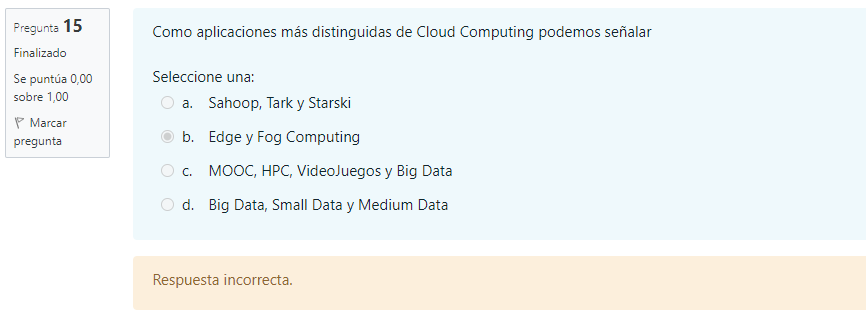 Pregunta 15
Finalizado
Se puntúa 0,00
sobre 1,00
Marcar
pregunta
Como aplicaciones más distinguidas de Cloud Computing podemos señalar
Seleccione una:
a. Sahoop, Tark y Starski
b. Edge y Fog Computing
c. MOOC, HPC, VideoJuegos y Big Data
d. Big Data, Small Data y Medium Data
Respuesta incorrecta.